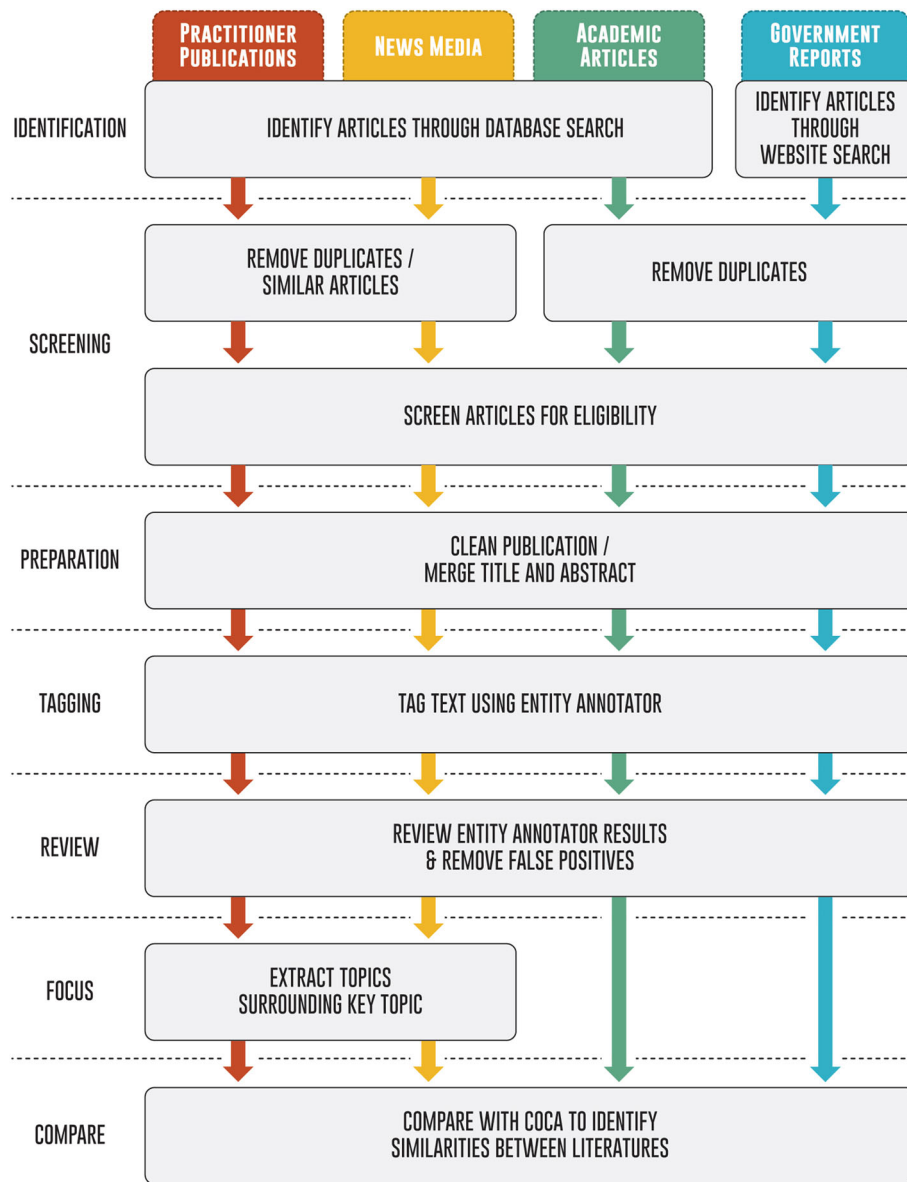 PRACTITIONER
PUBLICATIONS
NEWS MEDIA
ACADEMIC
ARTICLES
GOVERNMENT
REPORTS
IDENTIFICATION
IDENTIFY ARTICLES THROUGH DATABASE SEARCH
IDENTIFY ARTICLES
THROUGH
WEBSITE SEARCH
SCREENING
REMOVE DUPLICATES /
SIMILAR ARTICLES
REMOVE DUPLICATES
SCREEN ARTICLES FOR ELIGIBILITY
PREPARATION
CLEAN PUBLICATION /
MERGE TITLE AND ABSTRACT
TAGGING
TAG TEXT USING ENTITY ANNOTATOR
REVIEW
REVIEW ENTITY ANNOTATOR RESULTS
& REMOVE FALSE POSITIVES
FOCUS
EXTRACT TOPICS
SURROUNDING KEY TOPIC
COMPARE
COMPARE WITH COCA TO IDENTIFY
SIMILARITIES BETWEEN LITERATURES